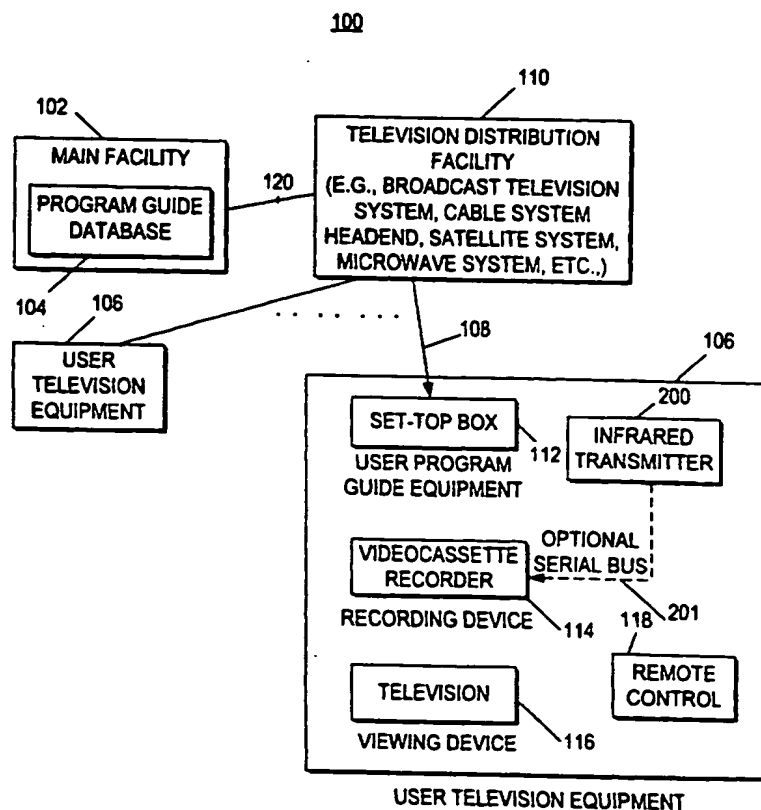 100
102
MAIN FACILITY
PROGRAM GUIDE
DATABASE
104
120
110
TELEVISION DISTRIBUTION
FACILITY
(E.G., BROADCAST TELEVISION
SYSTEM, CABLE SYSTEM
HEADEND, SATELLITE SYSTEM,
MICROWAVE SYSTEM, ETC.,)
106
USER
TELEVISION
EQUIPMENT
108
106
SET-TOP BOX
112
USER PROGRAM
GUIDE EQUIPMENT
200
INFRARED
TRANSMITTER
OPTIONAL
SERIAL BUS
201
VIDEOCASSETTE
RECORDER
RECORDING DEVICE
114
118
REMOTE
CONTROL
TELEVISION
VIEWING DEVICE
116
USER TELEVISION EQUIPMENT